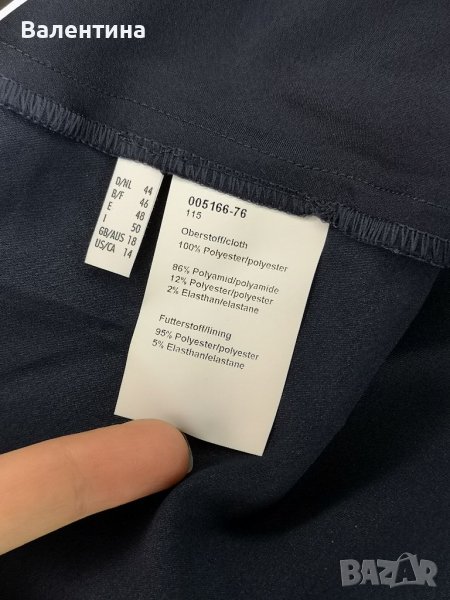 Валентина
D/NL 44
B/F 46
E 48
I 50
GB/AUS 18
US/CA 14
005166-76
115
Oberstoff/cloth
100% Polyester/polyester
86% Polyamid/polyamide
12% Polyester/polyester
2% Elasthan/elastane
Futterstoff/lining
95% Polyester/polyester
5% Elasthan/elastane
bazar